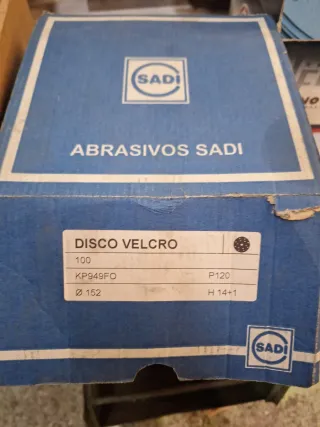 SADI
ABRASIVOS SADI
DISCO VELCRO
100
KP949FO P120
Ø 152 H 14+1
SADI